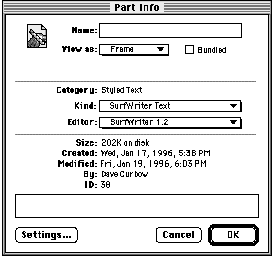 Part Info
Name:
View as: Frame Bundled
Category: Styled Text
Kind: SurfWriter Text
Editor: SurfWriter 1.2
Size: 202K on disk
Created: Wed, Jan 17, 1996, 5:38 PM
Modified: Fri, Jan 19, 1996, 6:03 PM
By: Dave Curbow
ID: 38
Settings... Cancel OK